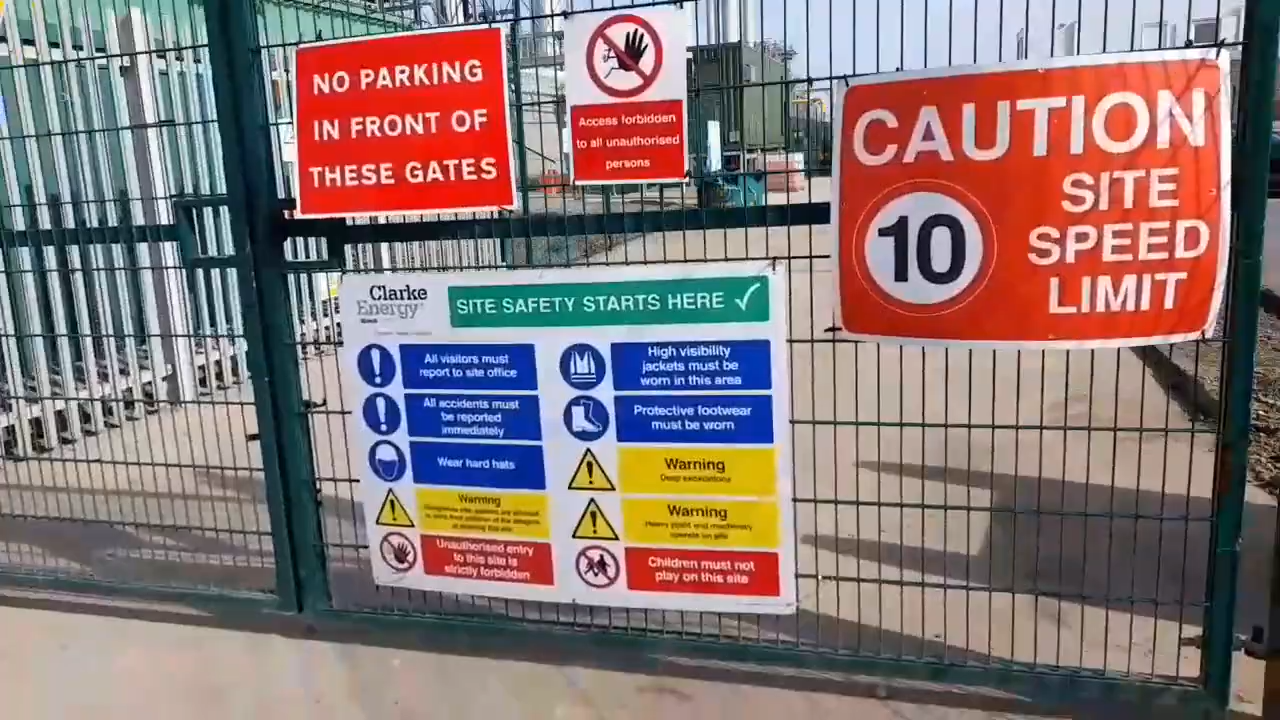 NO PARKING
IN FRONT OF
THESE GATES
Access forbidden
to all unauthorised
persons
CAUTION
10
SITE
SPEED
LIMIT
Clarke
Energy
SITE SAFETY STARTS HERE
All visitors must
report to site office
High visibility
jackets must be
worn in this area
All accidents must
be reported
immediately
Protective footwear
must be worn
Wear hard hats
Warning
Deep excavations
Warning
Warning
Heavy plant and machinery
operate on site
Unauthorised entry
to this site is
strictly forbidden
Children must not
play on this site